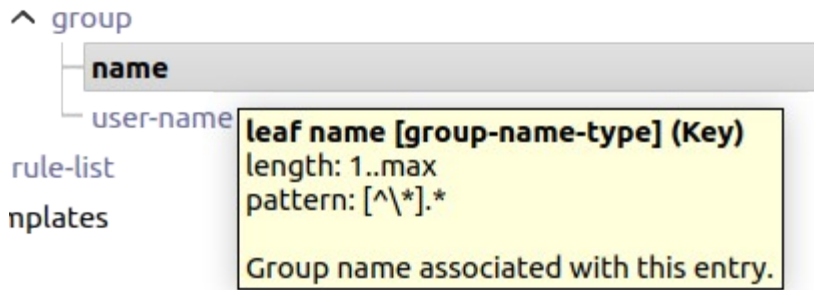 group
name
user-name
leaf name [group-name-type] (Key)
length: 1..max
pattern: [^\*].*
Group name associated with this entry.
rule-list
mplates